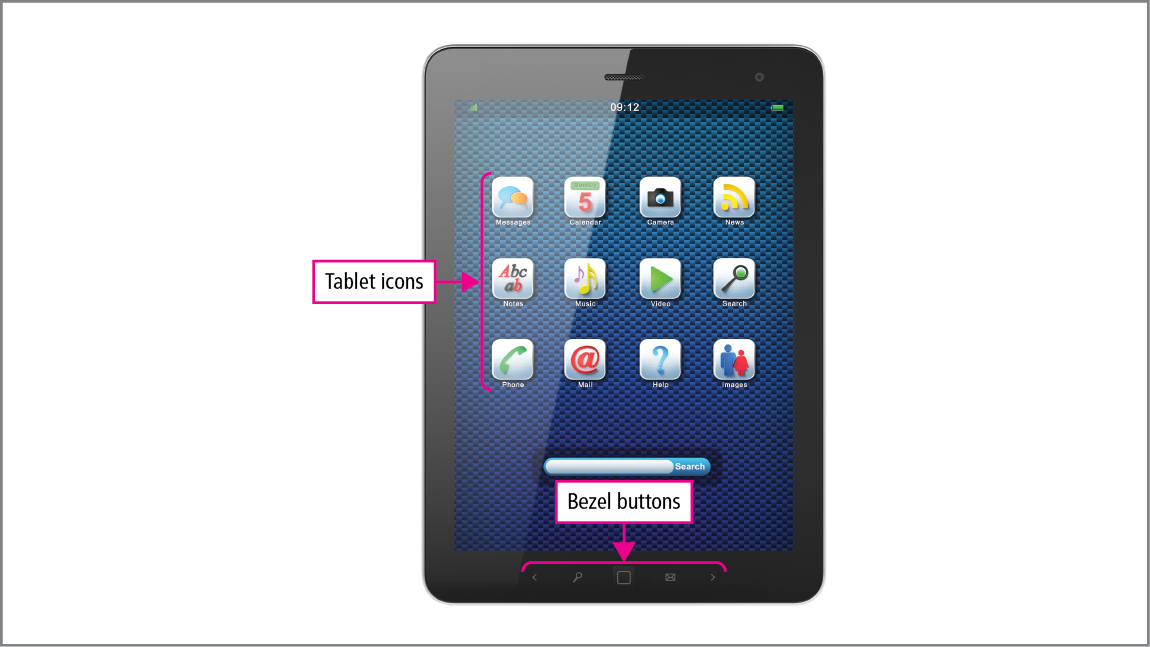 09:12
Messages Calendar Camera News
5
Tablet icons
Abc
ab
Notes Music Video Search
@
?
Phone Mail Help Images
Search
Bezel buttons